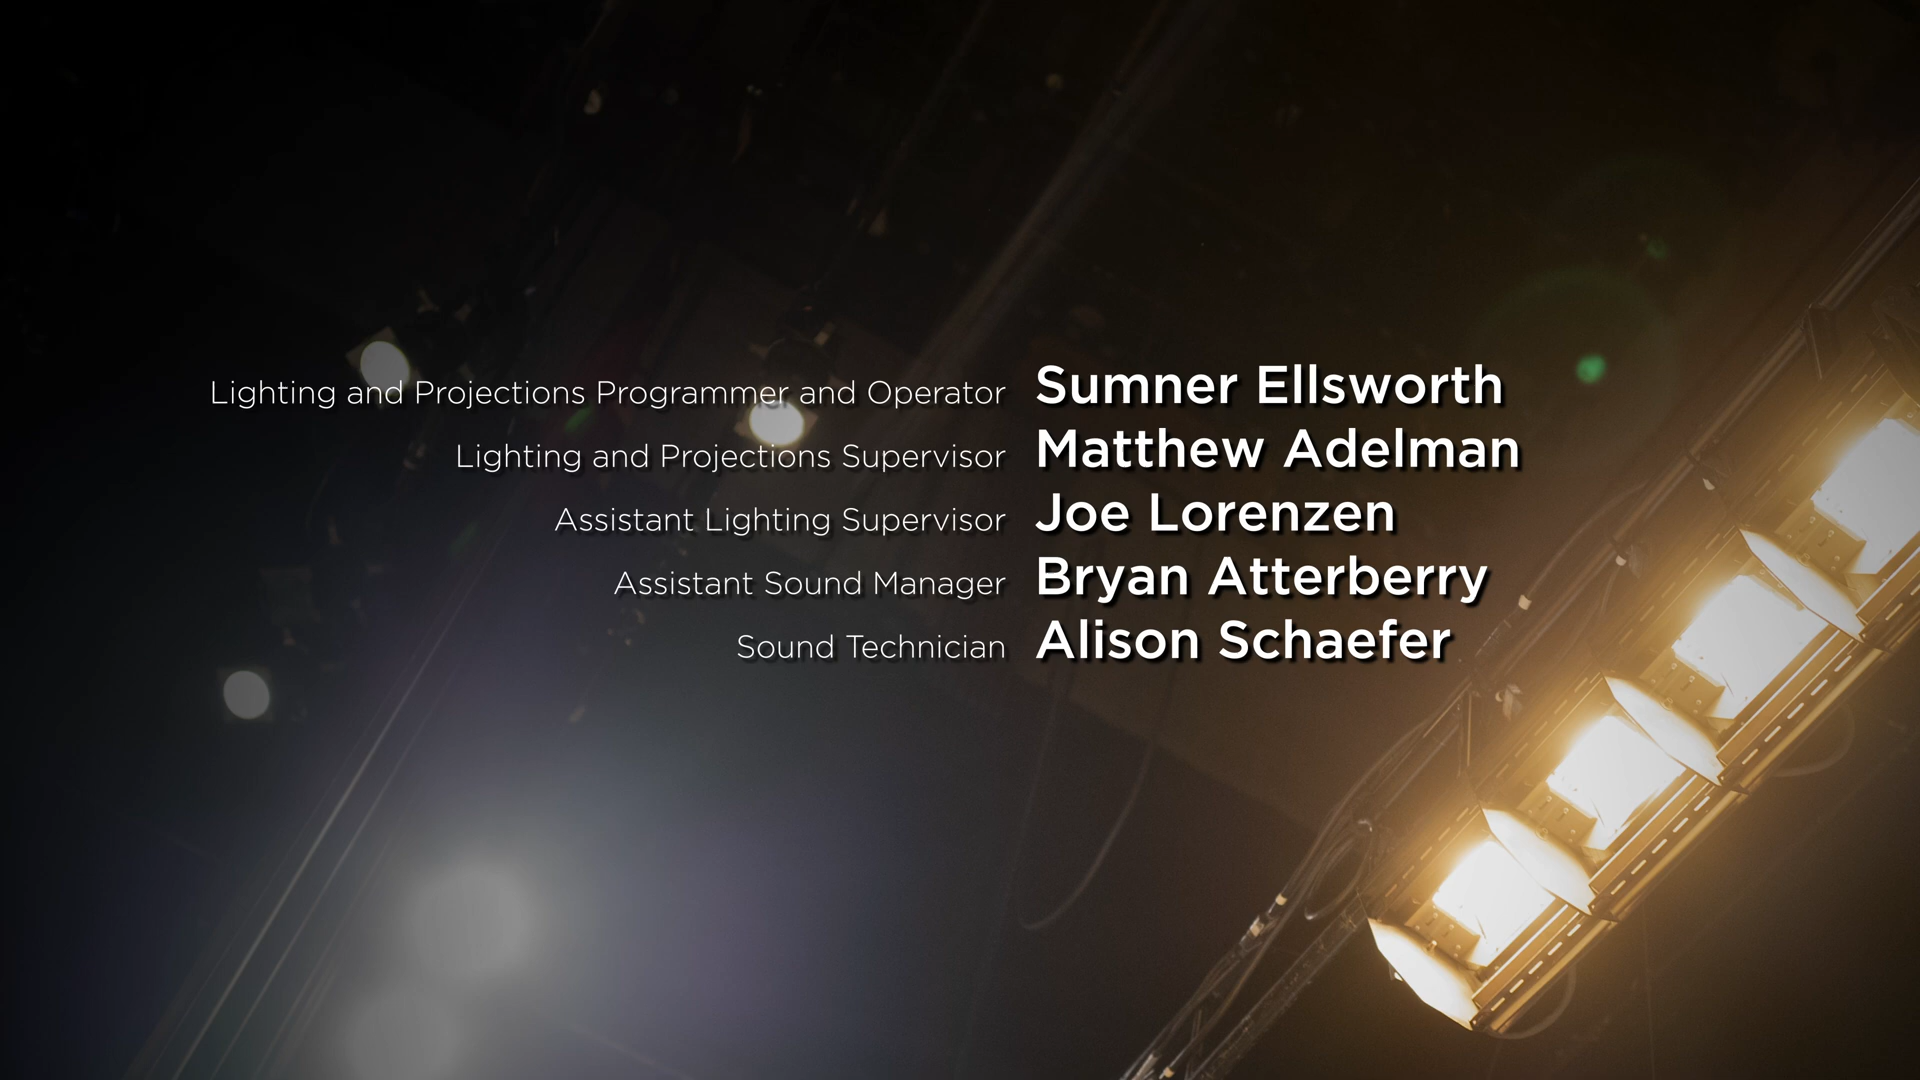 Lighting and Projections Programmer and Operator Sumner Ellsworth
Lighting and Projections Supervisor Matthew Adelman
Assistant Lighting Supervisor Joe Lorenzen
Assistant Sound Manager Bryan Atterberry
Sound Technician Alison Schaefer